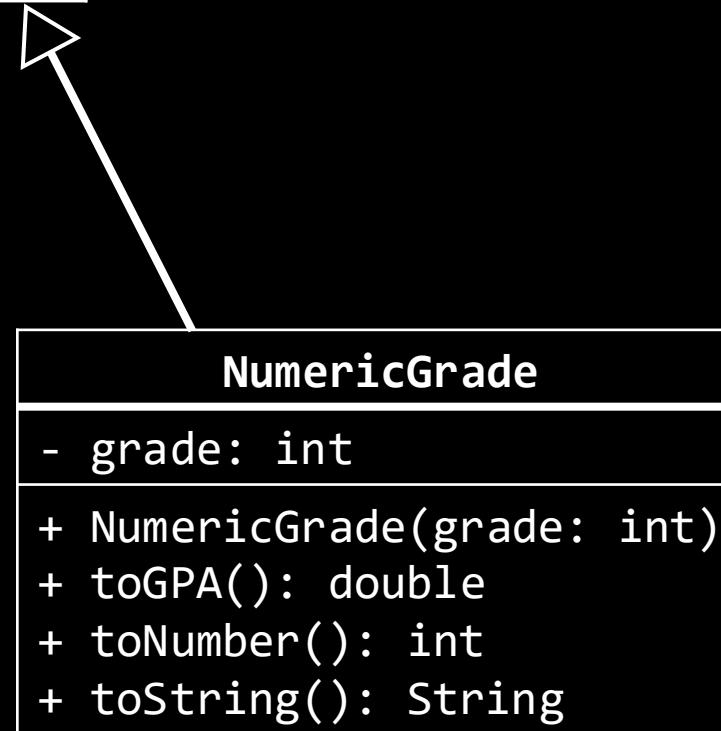 NumericGrade
- grade: int
+ NumericGrade(grade: int)
+ toGPA(): double
+ toNumber(): int
+ toString(): String